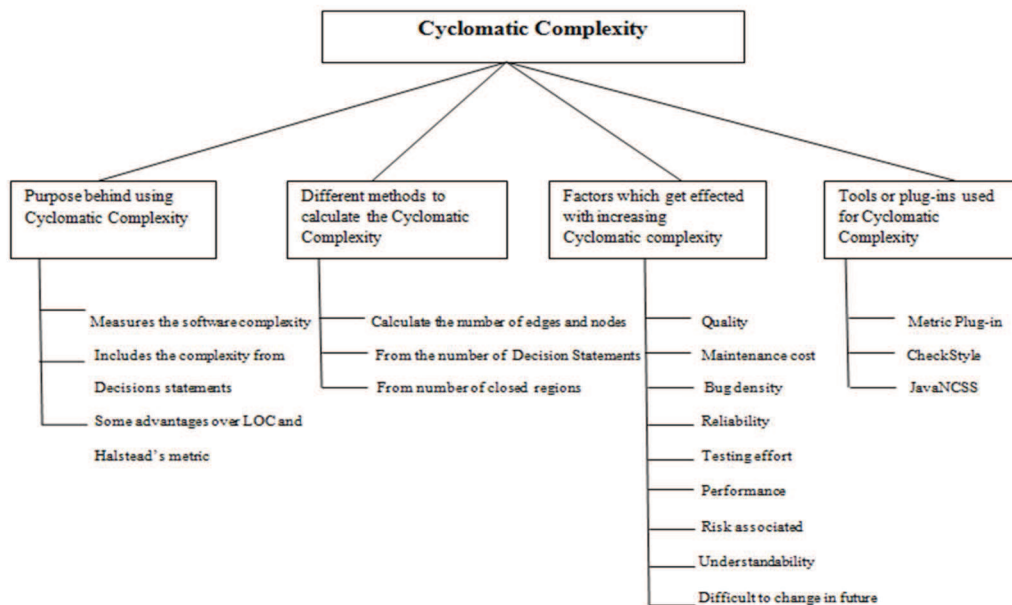 Cyclomatic Complexity
Purpose behind using
Cyclomatic Complexity
Measures the software complexity
Includes the complexity from
Decisions statements
Some advantages over LOC and
Halstead's metric
Different methods to
calculate the Cyclomatic
Complexity
Calculate the number of edges and nodes
From the number of Decision Statements
From number of closed regions
Factors which get effected
with increasing
Cyclomatic complexity
Quality
Maintenance cost
Bug density
Reliability
Testing effort
Performance
Risk associated
Understandability
Difficult to change in future
Tools or plug-ins used
for Cyclomatic
Complexity
Metric Plug-in
CheckStyle
JavaNCSS